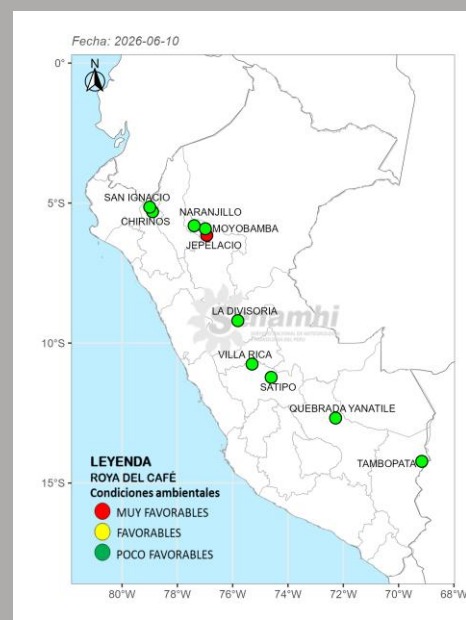 Fecha: 2026-06-10
N
0°
5°S
10°S
15°S
SAN IGNACIO
CHIRINOS
NARANJILLO
MOYOBAMBA
JEPELACIO
LA DIVISORIA
Senamhi
VILLA RICA
SATIPO
QUEBRADA YANATILE
TAMBOPATA
LEYENDA
ROYA DEL CAFÉ
Condiciones ambientales
MUY FAVORABLES
FAVORABLES
POCO FAVORABLES
80°W 78°W 76°W 74°W 72°W 70°W 68°W